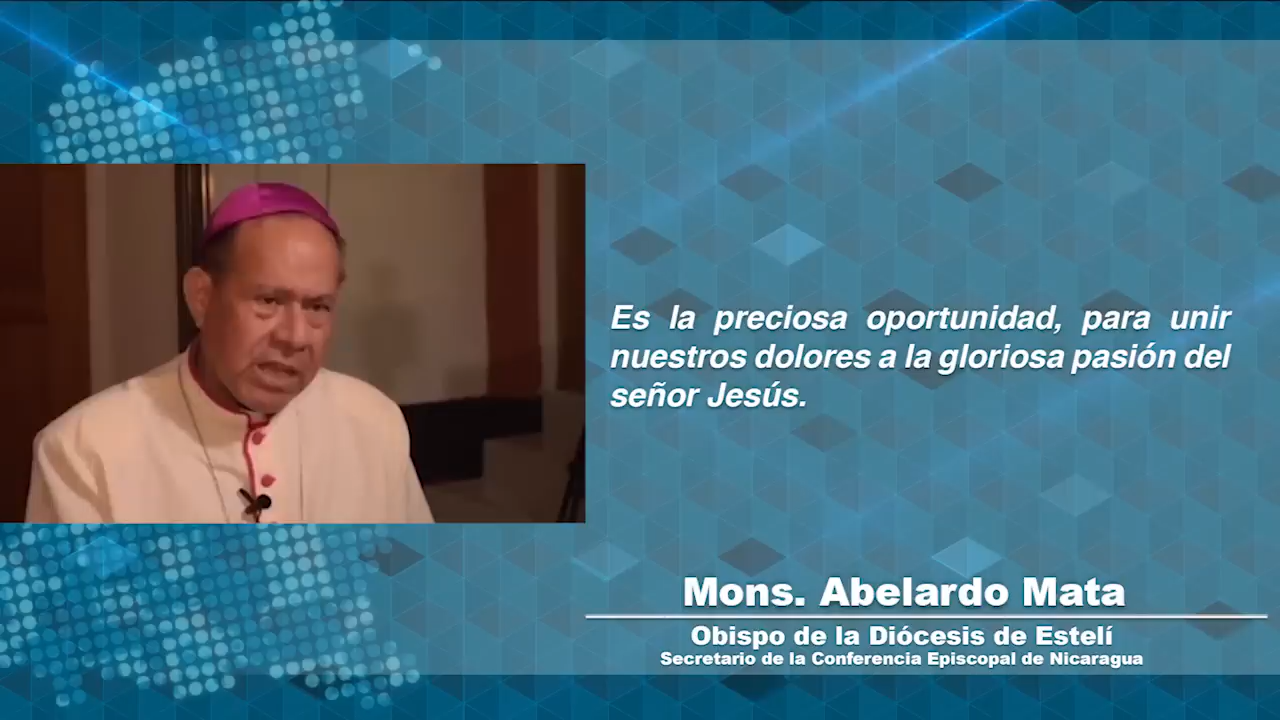 Es la preciosa oportunidad, para unir
nuestros dolores a la gloriosa pasión del
señor Jesús.
Mons. Abelardo Mata
Obispo de la Diócesis de Estelí
Secretario de la Conferencia Episcopal de Nicaragua